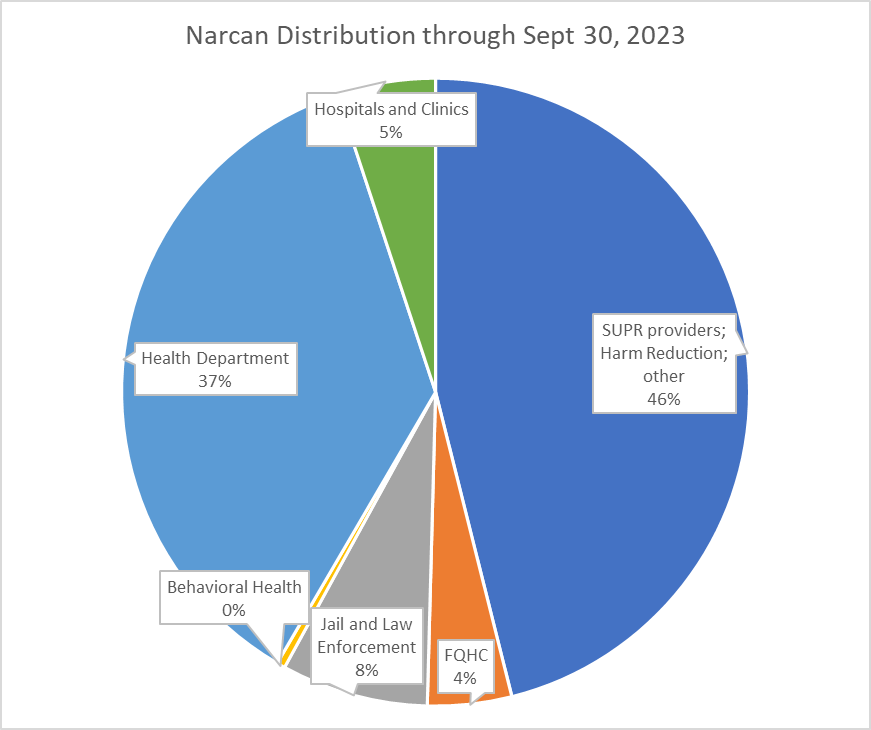 Narcan Distribution through Sept 30, 2023
Hospitals and Clinics
5%
SUPR providers;
Harm Reduction;
other
46%
Health Department
37%
Behavioral Health
0%
Jail and Law
Enforcement
8%
FQHC
4%